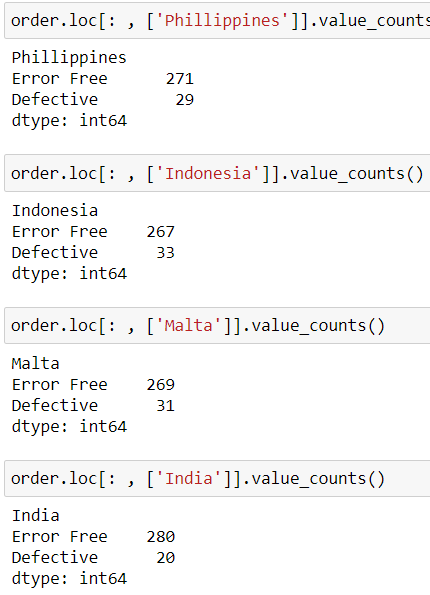 order.loc[: , ['Phillippines']].value_counts
Phillippines
Error Free      271
Defective        29
dtype: int64
order.loc[: , ['Indonesia']].value_counts()
Indonesia
Error Free    267
Defective      33
dtype: int64
order.loc[: , ['Malta']].value_counts()
Malta
Error Free    269
Defective      31
dtype: int64
order.loc[: , ['India']].value_counts()
India
Error Free    280
Defective      20
dtype: int64